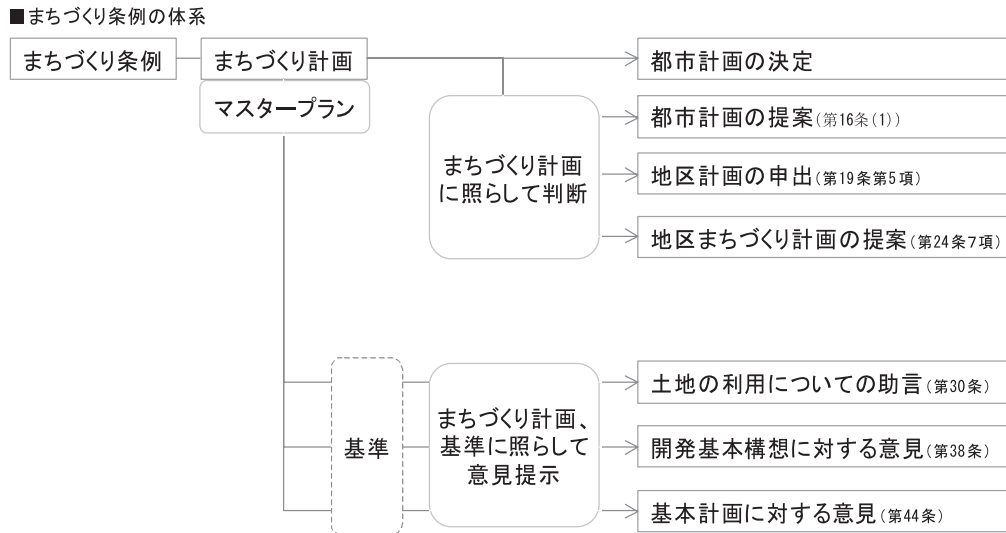 ■まちづくり条例の体系
まちづくり条例
まちづくり計画
マスタープラン
都市計画の決定
まちづくり計画
に照らして判断
都市計画の提案(第16条(1))
地区計画の申出(第19条第5項)
地区まちづくり計画の提案(第24条7項)
基準
まちづくり計画、
基準に照らして
意見提示
土地の利用についての助言(第30条)
開発基本構想に対する意見(第38条)
基本計画に対する意見(第44条)